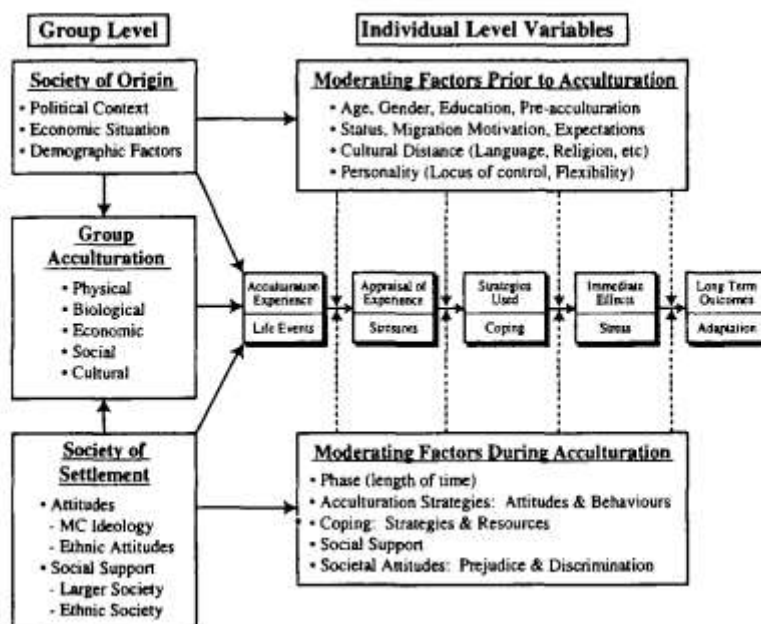 Group Level
Individual Level Variables
Society of Origin
• Political Context
• Economic Situation
• Demographic Factors
Moderating Factors Prior to Acculturation
• Age, Gender, Education, Pre-acculturation
• Status, Migration Motivation, Expectations
• Cultural Distance (Language, Religion, etc)
• Personality (Locus of control, Flexibility)
Group
Acculturation
• Physical
• Biological
• Economic
• Social
• Cultural
Acculturation
Experience
Life Events
Appraisal of
Experience
Stressors
Strategies
Used
Coping
Immediate
Effects
Stress
Long Term
Outcomes
Adaptation
Society of
Settlement
• Attitudes
- MC Ideology
- Ethnic Attitudes
• Social Support
- Larger Society
- Ethnic Society
Moderating Factors During Acculturation
• Phase (length of time)
• Acculturation Strategies: Attitudes & Behaviours
• Coping: Strategies & Resources
• Social Support
• Societal Attitudes: Prejudice & Discrimination